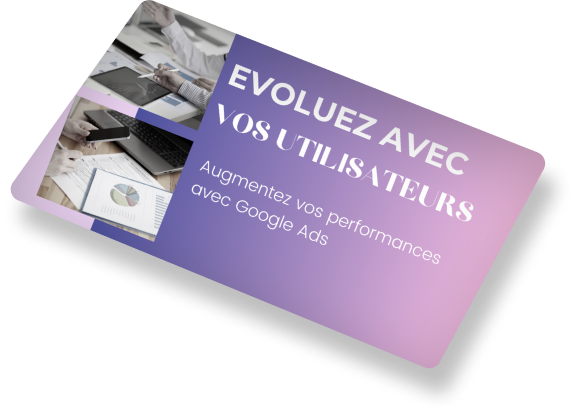 EVOLUEZ AVEC
VOS UTILISATEURS
Augmentez vos performances
avec Google Ads